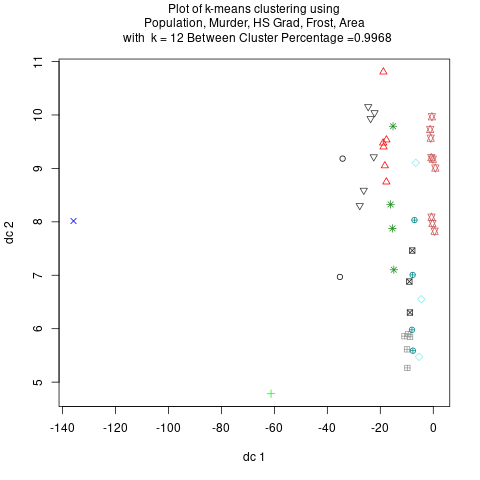 Plot of k-means clustering using
Population, Murder, HS Grad, Frost, Area
with k = 12 Between Cluster Percentage =0.9968
11
10
9
8
7
6
5
dc 2
-140 -120 -100 -80 -60 -40 -20 0
dc 1